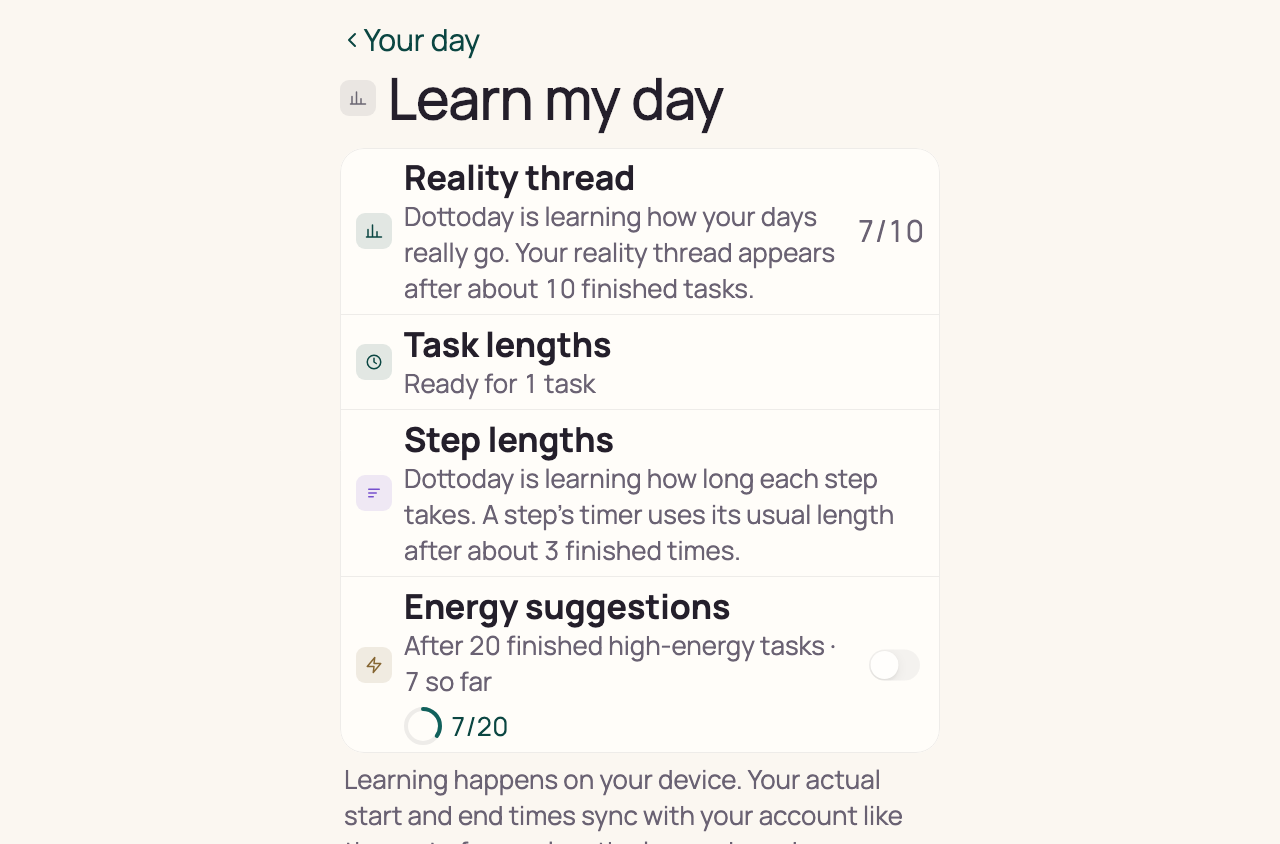 Your day
Learn my day
Reality thread
Dottoday is learning how your days
really go. Your reality thread appears
after about 10 finished tasks.
7/10
Task lengths
Ready for 1 task
Step lengths
Dottoday is learning how long each step
takes. A step's timer uses its usual length
after about 3 finished times.
Energy suggestions
After 20 finished high-energy tasks ·
7 so far
7/20
Learning happens on your device. Your actual
start and end times sync with your account like